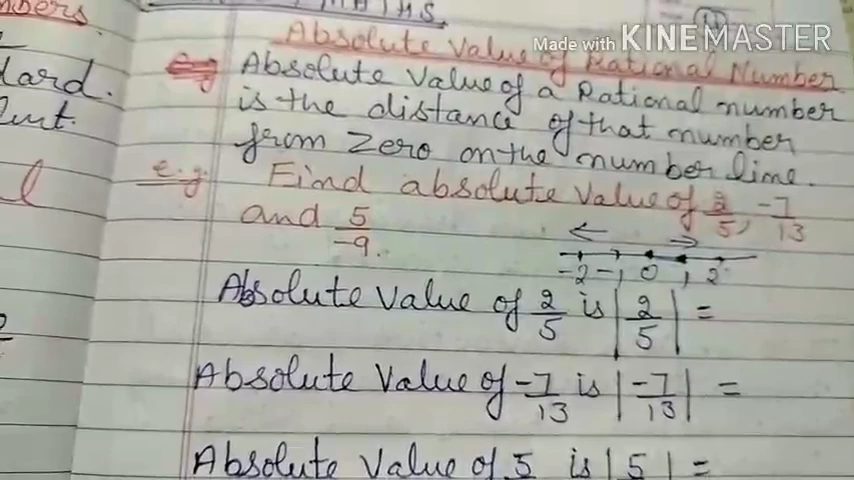 MATHS.
Absolute Value of Rational Number
Made with KINEMASTER
Absolute Value of a Rational number
is the distance of that number
from Zero on the number line.
e.g. Find absolute Value of 2/5, -7/13
and 5/-9.
-2 -1 0 1 2
Absolute Value of 2/5 is |2/5| =
Absolute Value of -7/13 is |-7/13| =
Absolute Value of 5 is |5| =